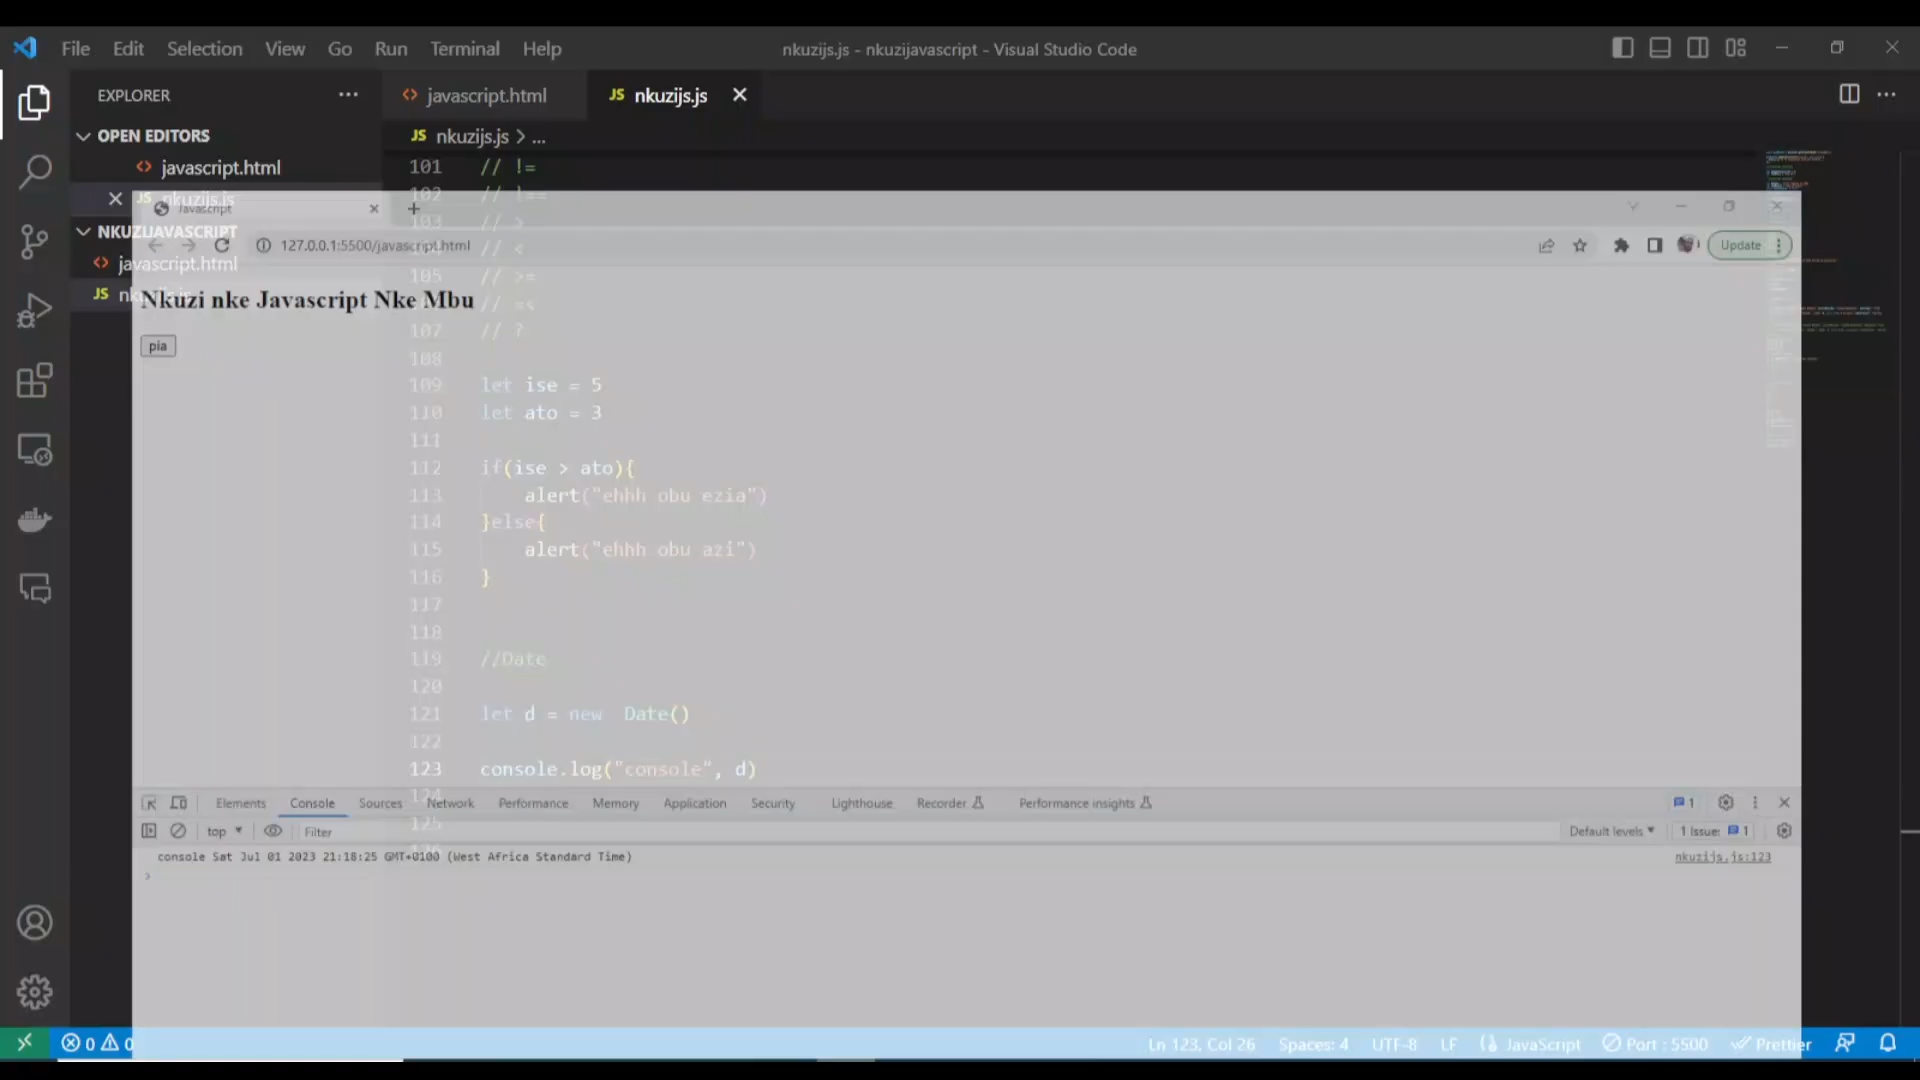 File Edit Selection View Go Run Terminal Help
nkuzijs.js - nkuzijavascript - Visual Studio Code
EXPLORER
javascript.html
JS nkuzijs.js
OPEN EDITORS
JS nkuzijs.js > ...
javascript.html
JS nkuzijs.js
NKUZIJAVASCRIPT
javascript.html
JS
101 // !=
102 // !==
103 // >
// <
105 // >=
// =<
107 // ?
108
109 let ise = 5
110 let ato = 3
111
112 if(ise > ato){
113 alert("ehhh obu ezia")
114 }else{
115 alert("ehhh obu azi")
116 }
117
118
119 //Date
120
121 let d = new Date()
122
123 console.log("console", d)
124
125
Javascript
127.0.0.1:5500/javascript.html
Update
Nkuzi nke Javascript Nke Mbu
pia
Elements Console Sources Network Performance Memory Application Security Lighthouse Recorder Performance insights
1
top Filter
Default levels 1 Issue: 1
console Sat Jul 01 2023 21:18:25 GMT+0100 (West Africa Standard Time)
nkuzijs.js:123
0 0
Ln 123, Col 26 Spaces: 4 UTF-8 LF JavaScript Port : 5500 Prettier